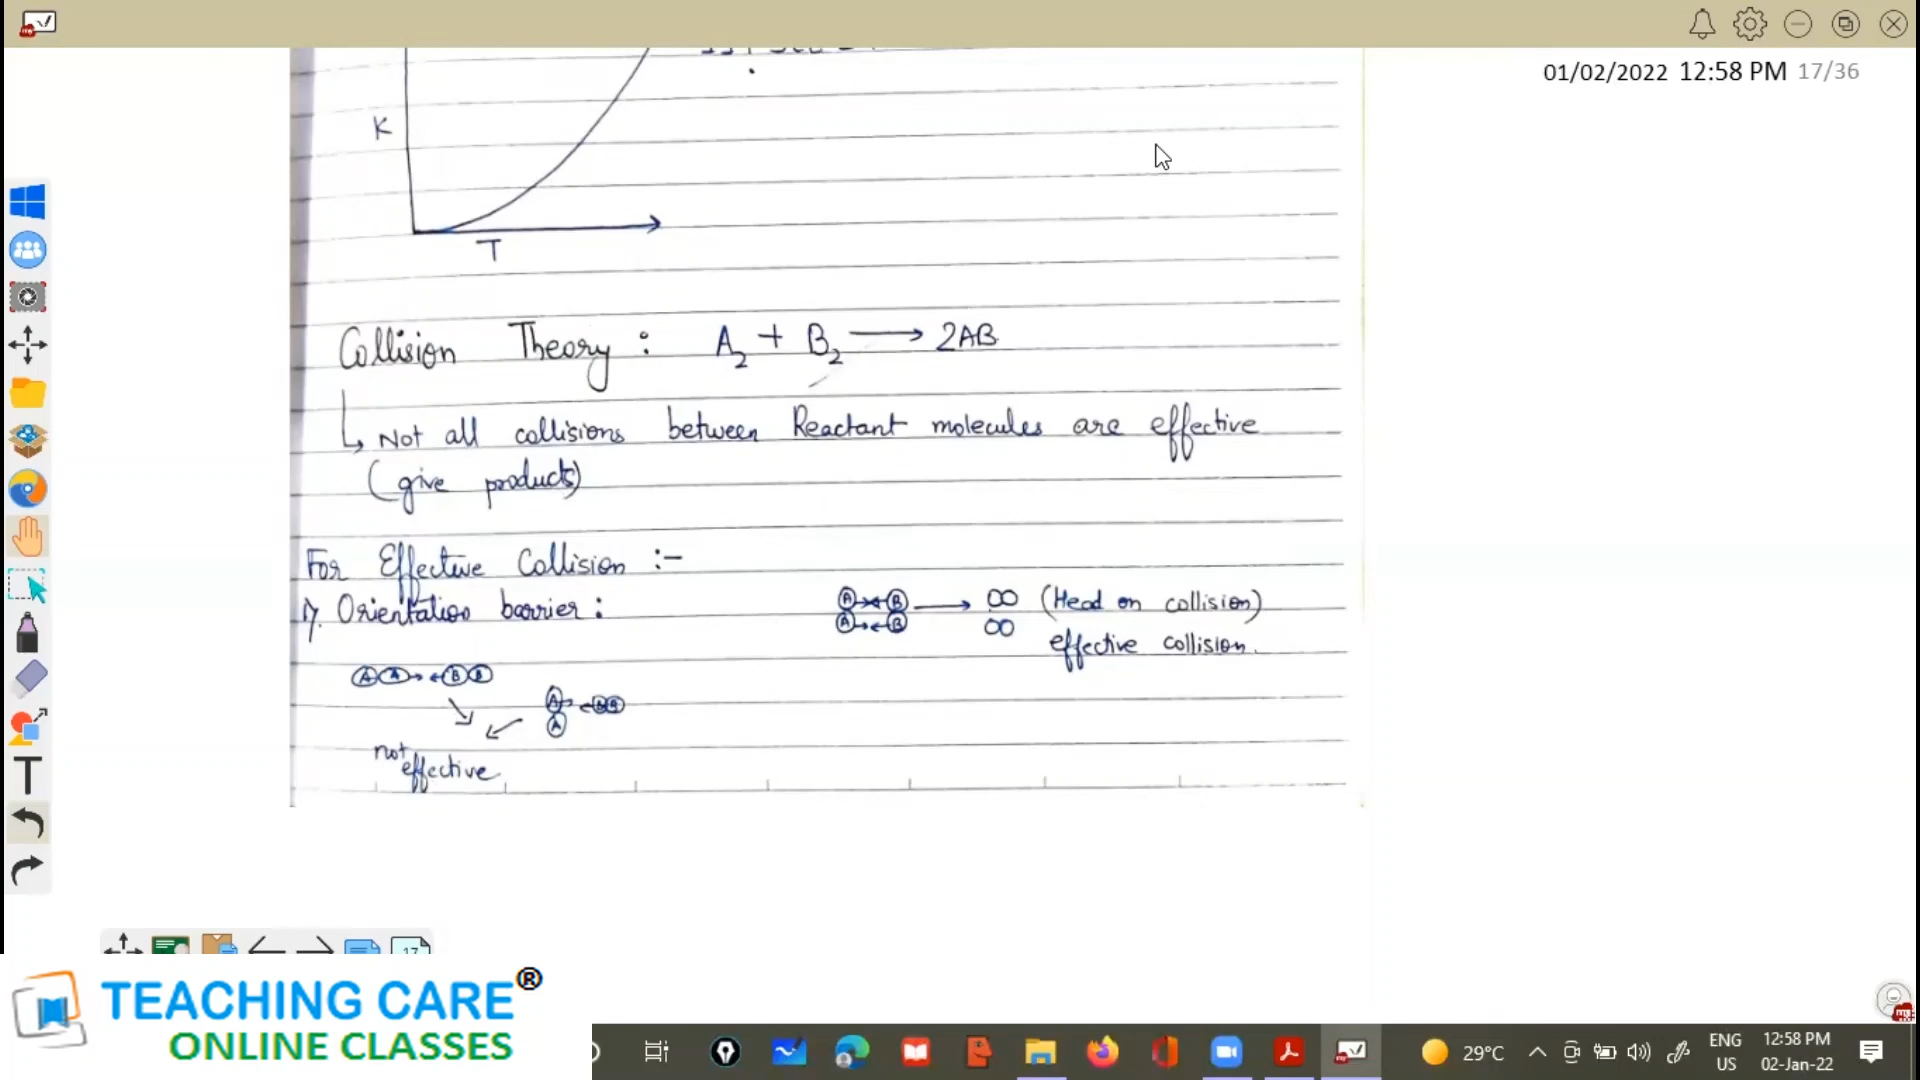 01/02/2022 12:58 PM 17/36
K
T
Collision Theory : A2 + B2 → 2AB
↳ Not all collisions between Reactant molecules are effective
(give products)
For Effective Collision :-
1). Orientation barrier :
A B → (Head on collision)
A B effective collision.
A A → ← B B
A B B
A
not
effective
17
TEACHING CARE®
ONLINE CLASSES
29°C
ENG
US
12:58 PM
02-Jan-22